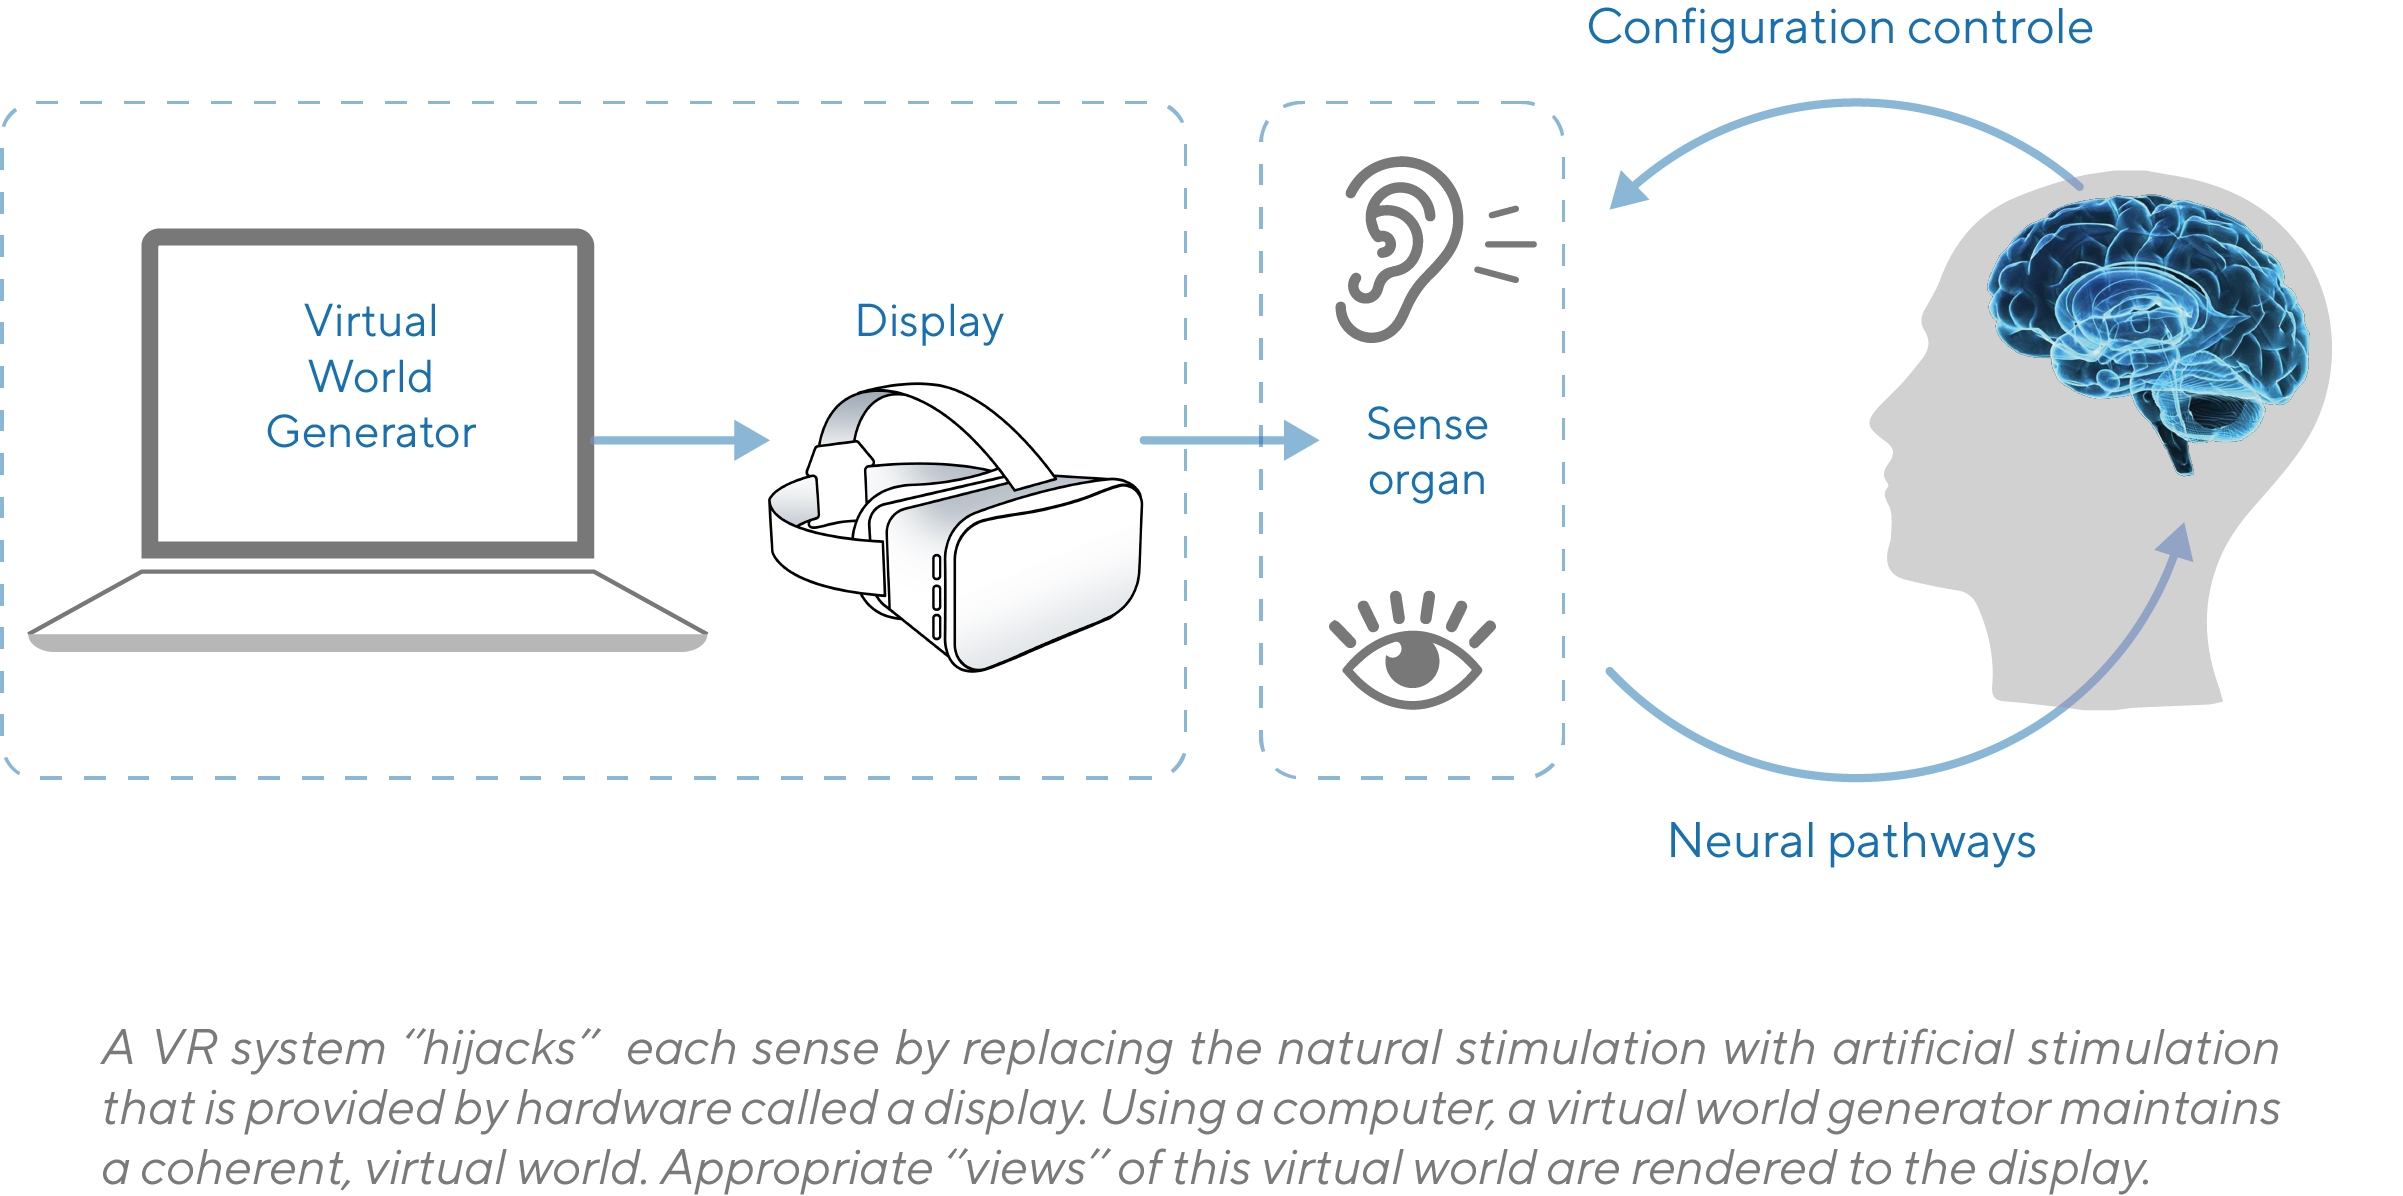 Configuration controle
Virtual
World
Generator
Display
Sense
organ
Neural pathways
A VR system “hijacks” each sense by replacing the natural stimulation with artificial stimulation
that is provided by hardware called a display. Using a computer, a virtual world generator maintains
a coherent, virtual world. Appropriate “views” of this virtual world are rendered to the display.